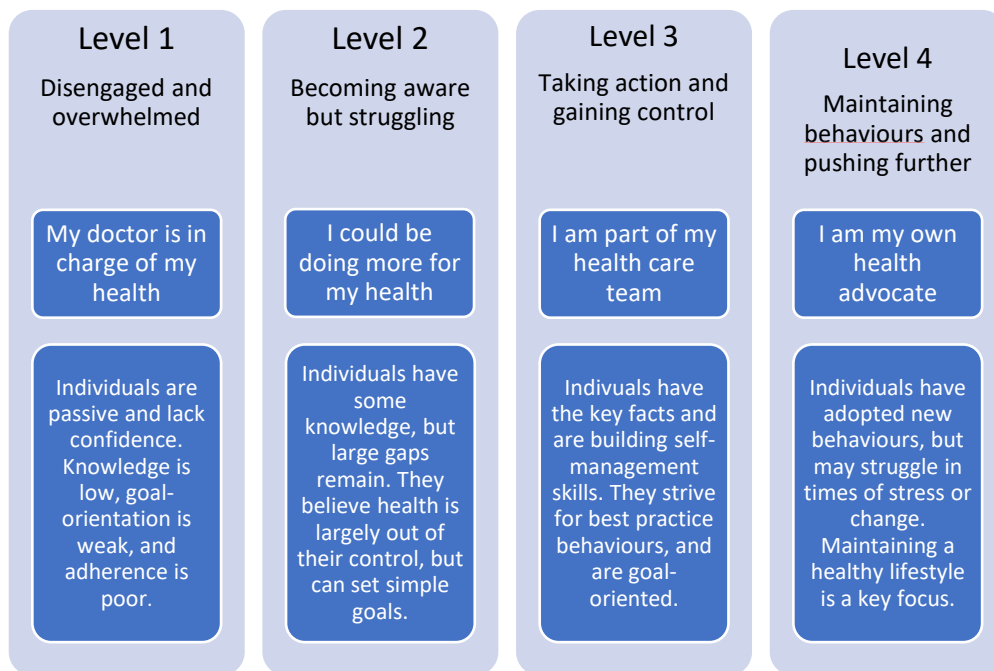 Level 1
Disengaged and
overwhelmed
My doctor is in
charge of my
health
Individuals are
passive and lack
confidence.
Knowledge is
low, goal-
orientation is
weak, and
adherence is
poor.
Level 2
Becoming aware
but struggling
I could be
doing more for
my health
Individuals have
some
knowledge, but
large gaps
remain. They
believe health is
largely out of
their control, but
can set simple
goals.
Level 3
Taking action and
gaining control
I am part of my
health care
team
Indivuals have
the key facts and
are building self-
management
skills. They strive
for best practice
behaviours, and
are goal-
oriented.
Level 4
Maintaining
behaviours and
pushing further
I am my own
health
advocate
Individuals have
adopted new
behaviours, but
may struggle in
times of stress or
change.
Maintaining a
healthy lifestyle
is a key focus.